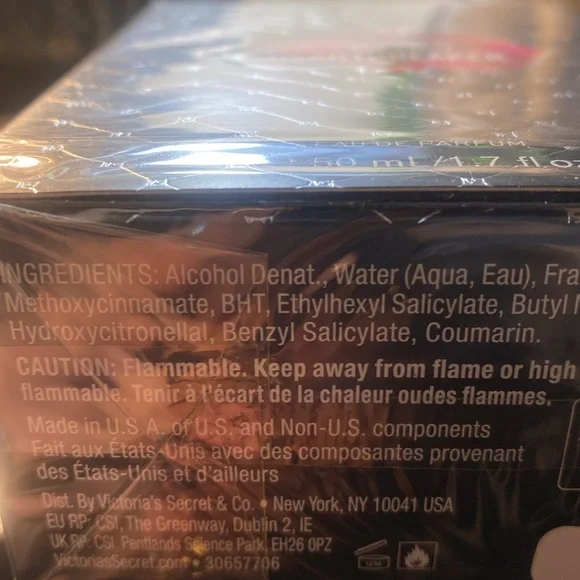 EAU DE PARFUM
50 ml /1.7 fl oz
INGREDIENTS: Alcohol Denat., Water (Aqua, Eau), Fra
Methoxycinnamate, BHT, Ethylhexyl Salicylate, Butyl
Hydroxycitronellal, Benzyl Salicylate, Coumarin.
CAUTION: Flammable. Keep away from flame or high
flammable. Tenir à l'écart de la chaleur oudes flammes.
Made in U.S.A. of U.S. and Non-U.S. components
Fait aux États-Unis avec des composantes provenant
des États-Unis et d'ailleurs
Dist. By Victoria's Secret & Co. • New York, NY 10041 USA
EU RP: CSI, The Greenway, Dublin 2, IE
UK RP: CSI, Pentlands Science Park, EH26 0PZ
VictoriasSecret.com • 30657706